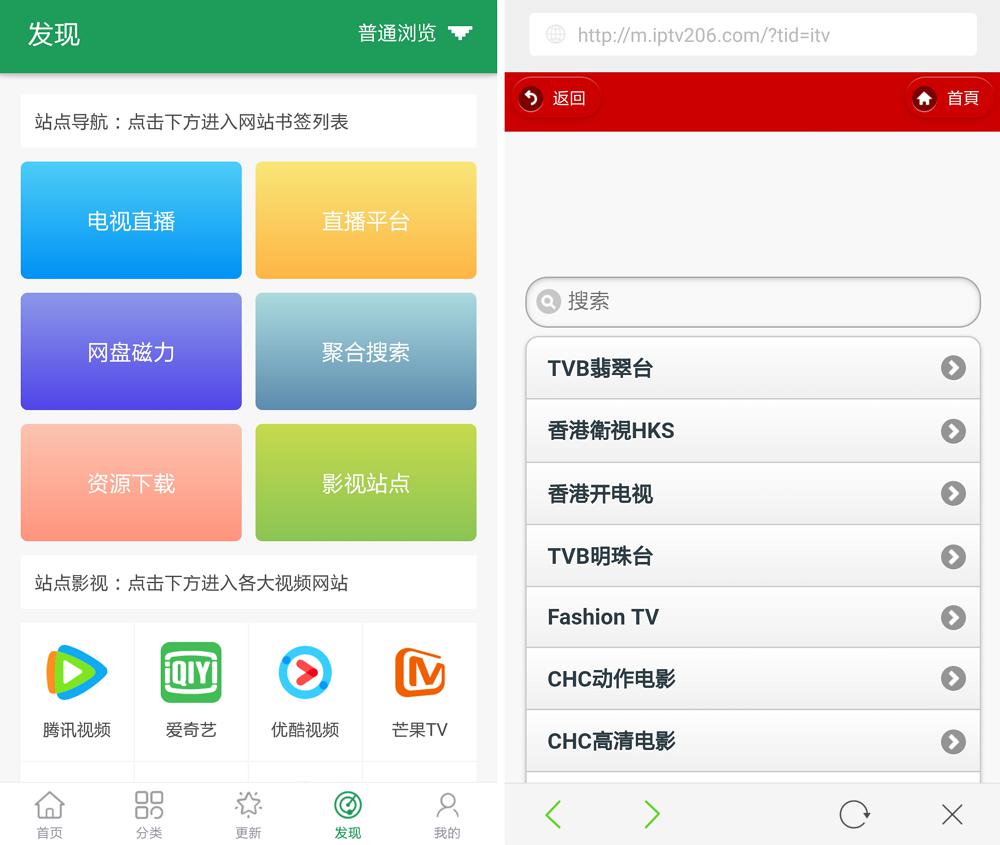 发现
普通浏览
站点导航：点击下方进入网站书签列表
电视直播
直播平台
网盘磁力
聚合搜索
资源下载
影视站点
站点影视：点击下方进入各大视频网站
iQIYI
腾讯视频
爱奇艺
优酷视频
芒果TV
首页
分类
更新
发现
我的
http://m.iptv206.com/?tid=itv
返回
首頁
搜索
TVB翡翠台
香港衛視HKS
香港开电视
TVB明珠台
Fashion TV
CHC动作电影
CHC高清电影